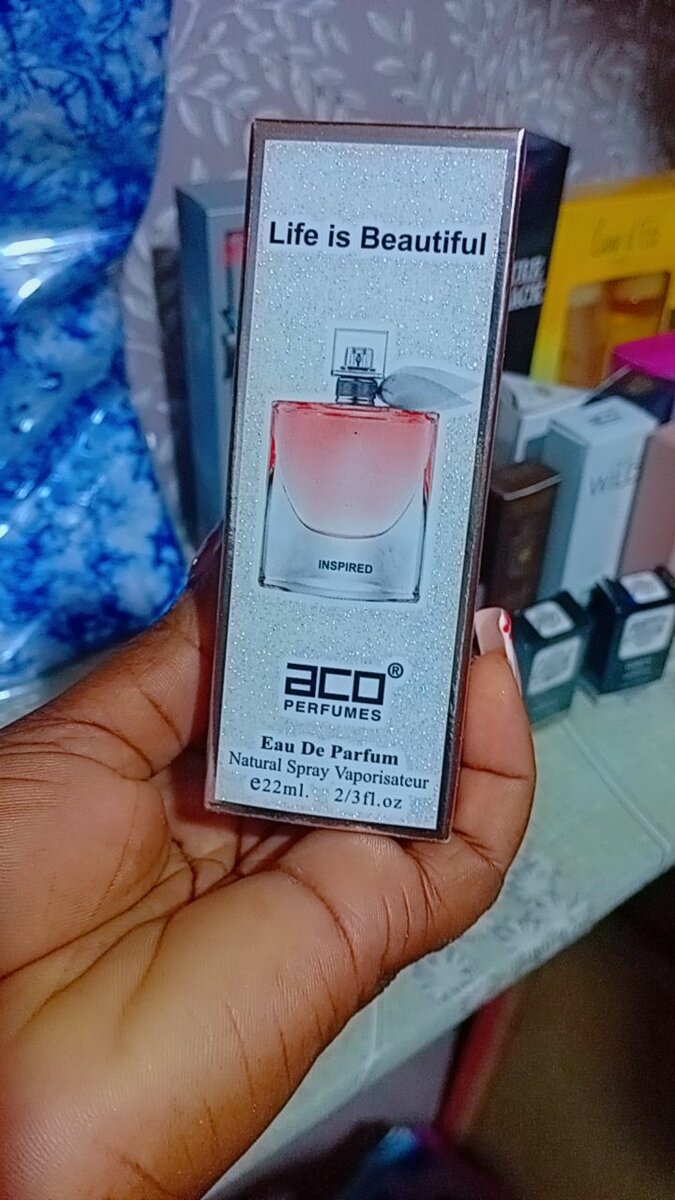 Life is Beautiful
INSPIRED
aco®
PERFUMES
Eau De Parfum
Natural Spray Vaporisateur
e22ml. 2/3fl.oz